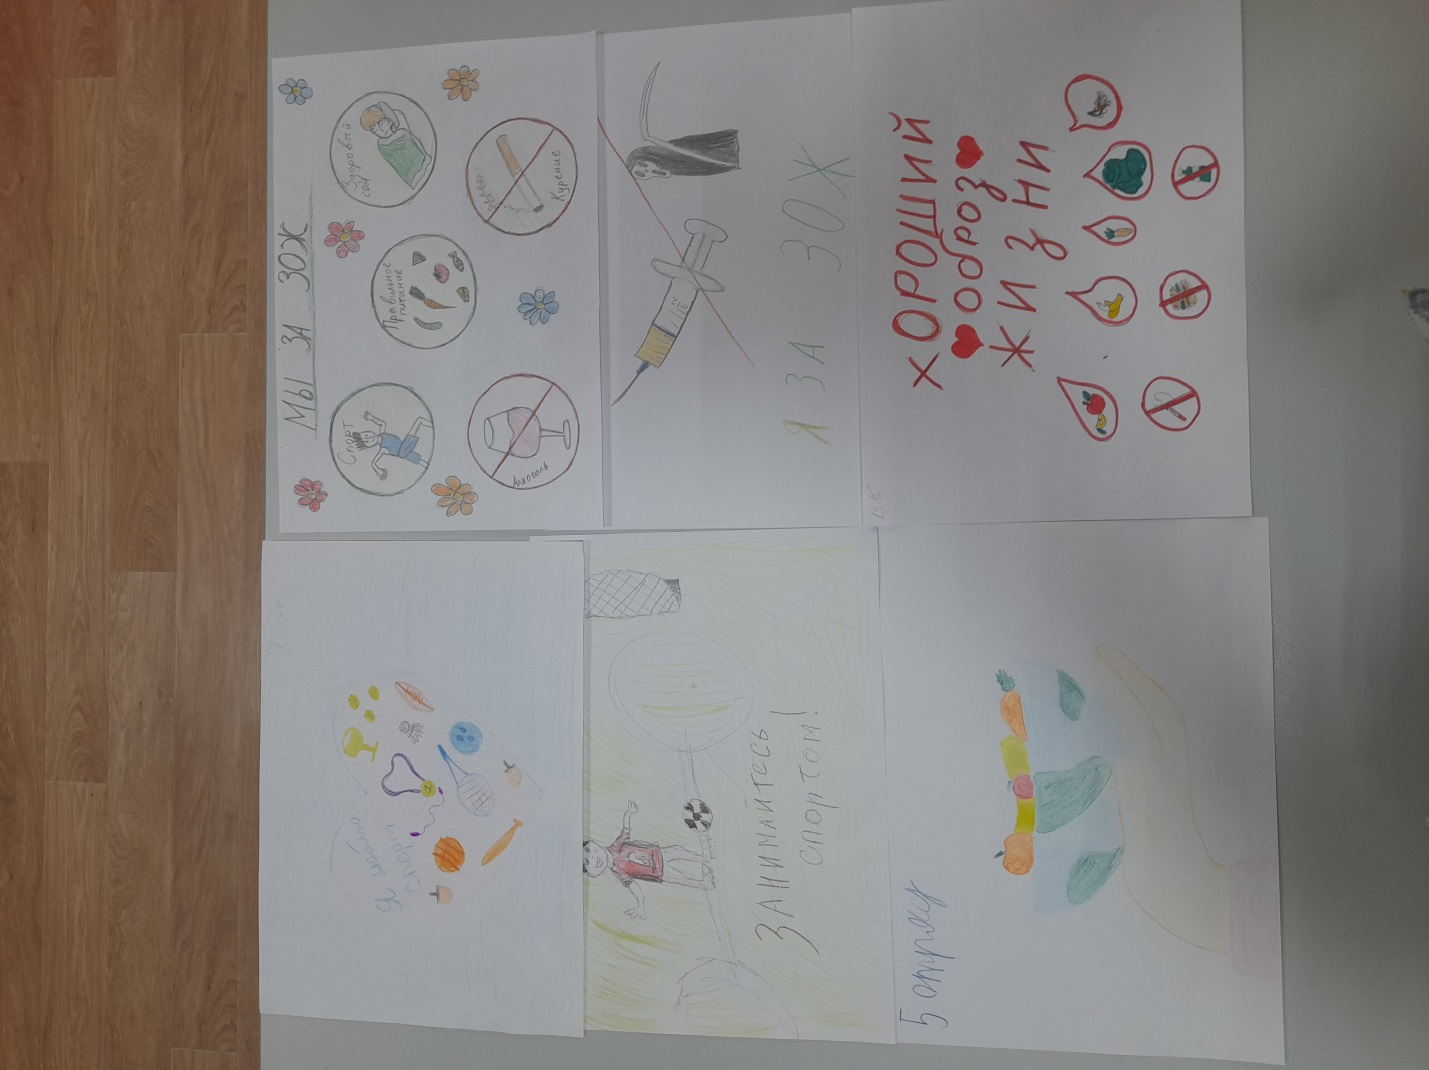 МЫ ЗА ЗОЖ
Спорт
Правильное
питание
Здоровый
сон
Алкоголь
Курение
Я ЗА ЗОЖ
ХОРОШИЙ
оброз
ЖИЗНИ
Я люблю
спорт
ЗАНИМАЙТЕСЬ
СПОРТОМ!
5 отряд